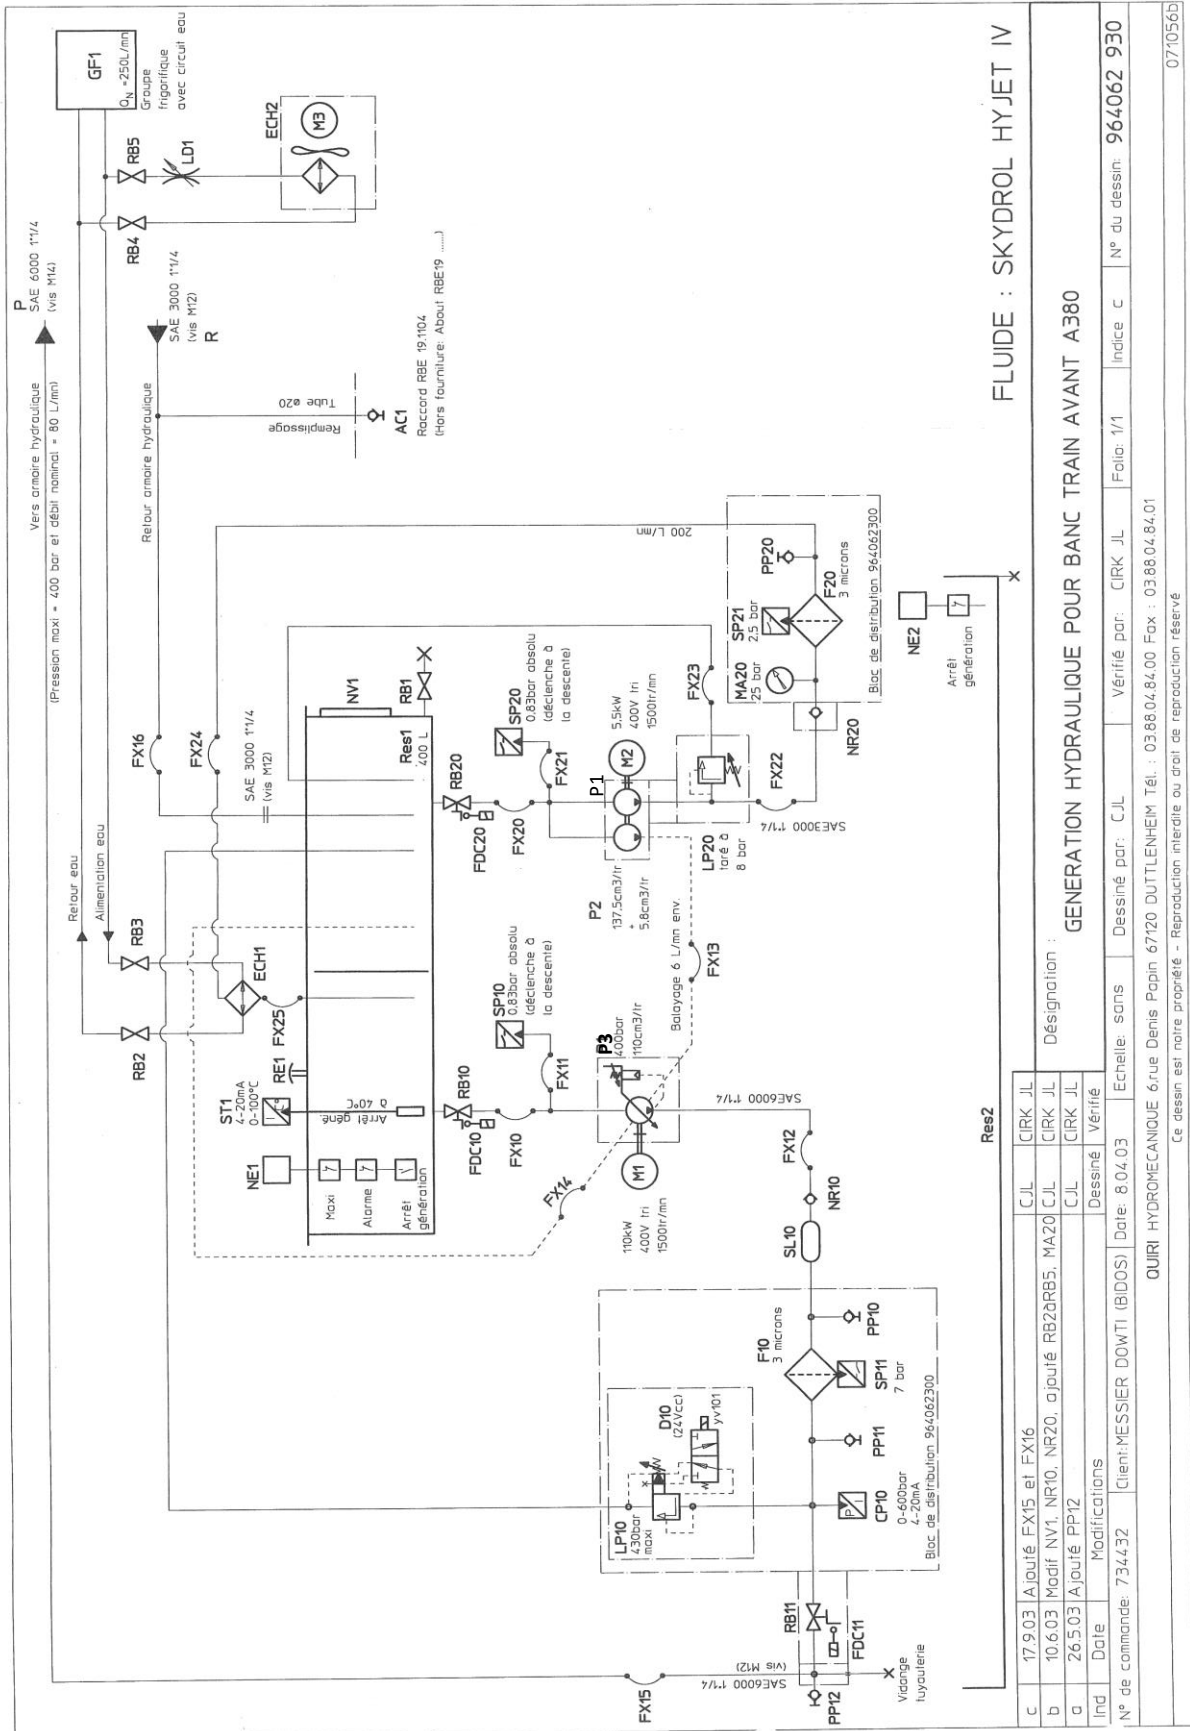 GF1
QN =250L/mn
Groupe
frigorifique
avec circuit eau
RB5
LD1
ECH2
M3
RB4
P
SAE 6000 1"1/4
(vis M14)
Vers armoire hydraulique
(Pression maxi = 400 bar et débit nominal = 80 L/mn)
SAE 3000 1"1/4
(vis M12)
R
Retour armoire hydraulique
Remplissage
Tube ø20
AC1
Raccord RBE 19.1104
(Hors fourniture: About RBE19 .....)
FX16
FX24
SAE 3000 1"1/4
(vis M12)
Retour eau
Alimentation eau
RB3
RB2
ECH1
FX25
NV1
RB1
Res1
400 L
RE1
ST1
4-20mA
0-100°C
Arrêt géné.
à 40°C
NE1
Maxi
Alarme
Arrêt
génération
RB20
FDC20
FX20
SP20
0,83bar absolu
(déclenche à
la descente)
FX21
P1
M2
5,5kW
400V tri
1500tr/mn
P2
137,5cm3/tr
+
5.8cm3/tr
LP20
taré à
8 bar
FX23
FX22
SAE3000 1"1/4
200 L/mn
NR20
MA20
25 bar
SP21
2.5 bar
PP20
F20
3 microns
Bloc de distribution 964062300
NE2
Arrêt
génération
RB10
FDC10
FX10
SP10
0,83bar absolu
(déclenche à
la descente)
FX11
P3
400bar
110cm3/tr
M1
110kW
400V tri
1500tr/mn
Balayage 6 L/mn env.
FX13
FX14
SAE6000 1"1/4
FX12
NR10
SL10
F10
3 microns
SP11
7 bar
PP10
PP11
D10
(24Vcc)
yv101
LP10
430bar
maxi
CP10
0-600bar
4-20mA
Bloc de distribution 964062300
RB11
FDC11
FX15
SAE6000 1"1/4
(vis M12)
PP12
Vidange
tuyauterie
Res2
FLUIDE : SKYDROL HYJET IV
c 17.9.03 Ajouté FX15 et FX16 CJL CIRK JL
b 10.6.03 Modif NV1, NR10, NR20, ajouté RB2àRB5, MA20 CJL CIRK JL
a 26.5.03 Ajouté PP12 CJL CIRK JL
Ind Date Modifications Dessiné Vérifié
Désignation :
GENERATION HYDRAULIQUE POUR BANC TRAIN AVANT A380
N° de commande: 734432 Client:MESSIER DOWTI (BIDOS) Date: 8.04.03 Echelle: sans Dessiné par: CJL Vérifié par: CIRK JL Folio: 1/1 Indice c N° du dessin: 964062 930
QUIRI HYDROMECANIQUE 6,rue Denis Papin 67120 DUTTLENHEIM Tél. : 03.88.04.84.00 Fax : 03.88.04.84.01
Ce dessin est notre propriété - Reproduction interdite ou droit de reproduction réservé
071056b